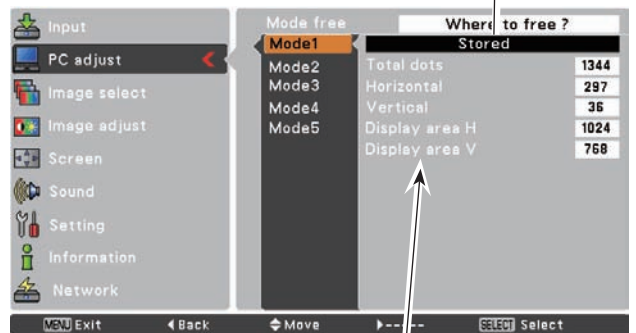 Input
PC adjust
Image select
Image adjust
Screen
Sound
Setting
Information
Network
Mode free
Where to free ?
Mode1
Mode2
Mode3
Mode4
Mode5
Stored
Total dots 1344
Horizontal 297
Vertical 36
Display area H 1024
Display area V 768
MENU Exit
Back
Move
-----
SELECT Select